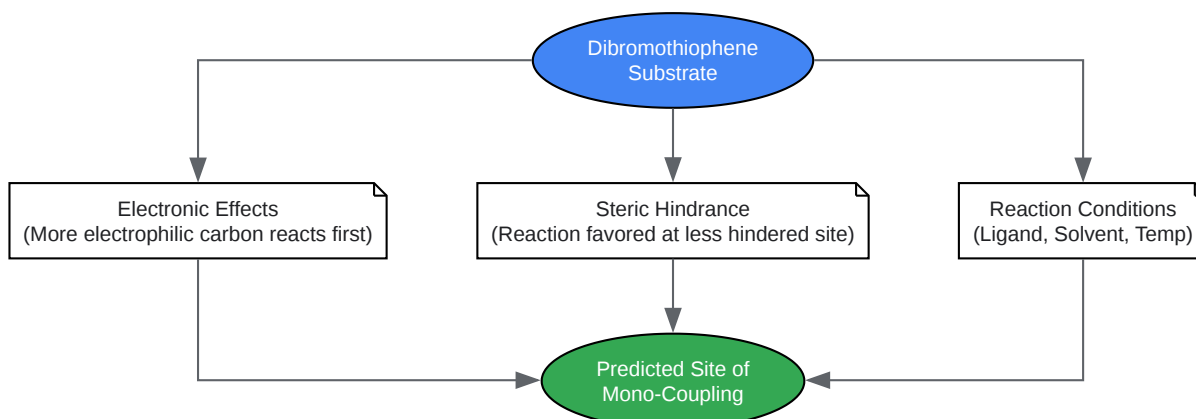 Dibromothiophene
Substrate
Electronic Effects
(More electrophilic carbon reacts first)
Steric Hindrance
(Reaction favored at less hindered site)
Reaction Conditions
(Ligand, Solvent, Temp)
Predicted Site of
Mono-Coupling